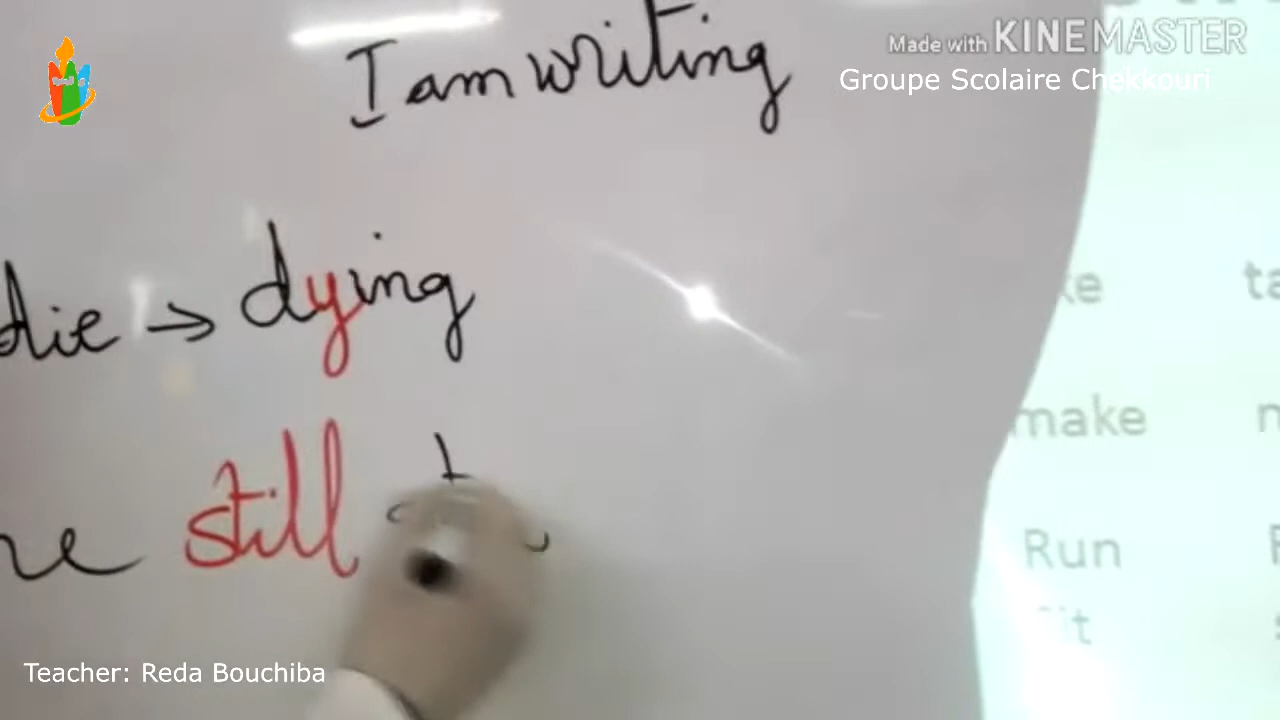 Made with KINEMASTER
Groupe Scolaire Chekkouri
I am writing
die → dying
still
make
Run
Teacher: Reda Bouchiba